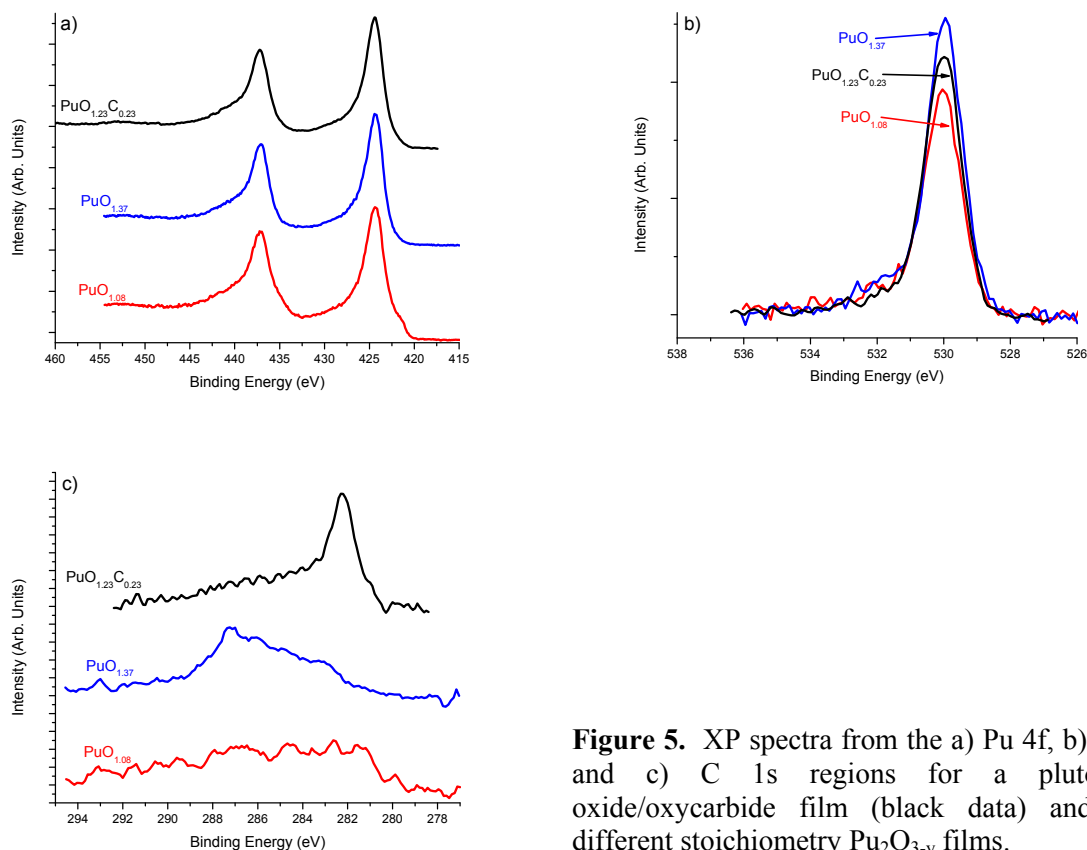 a)
PuO1.23C0.23
PuO1.37
PuO1.08
Intensity (Arb. Units)
460 455 450 445 440 435 430 425 420 415
Binding Energy (eV)
b)
PuO1.37
PuO1.23C0.23
PuO1.08
Intensity (Arb. Units)
538 536 534 532 530 528 526
Binding Energy (eV)
c)
PuO1.23C0.23
PuO1.37
PuO1.08
Intensity (Arb. Units)
294 292 290 288 286 284 282 280 278
Binding Energy (eV)
Figure 5. XP spectra from the a) Pu 4f, b)
and c) C 1s regions for a pluto
oxide/oxycarbide film (black data) and
different stoichiometry Pu2O3-y films.